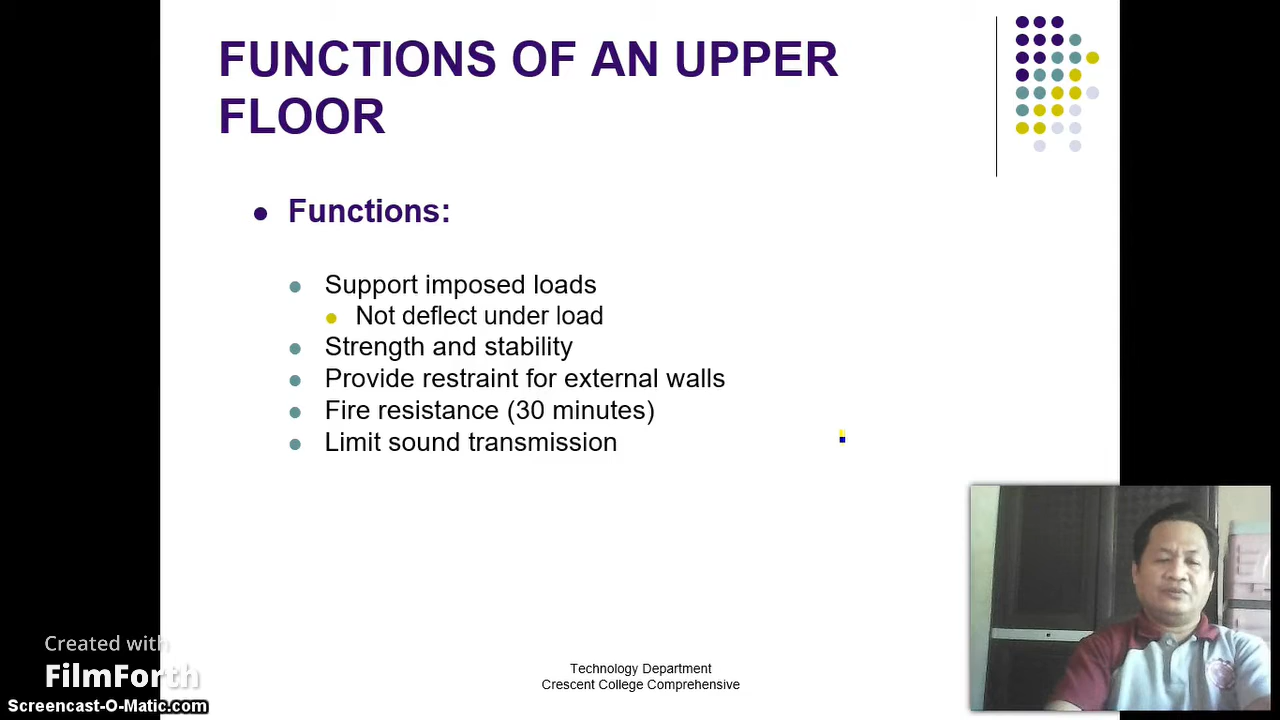 FUNCTIONS OF AN UPPER
FLOOR
Functions:
Support imposed loads
Not deflect under load
Strength and stability
Provide restraint for external walls
Fire resistance (30 minutes)
Limit sound transmission
Technology Department
Crescent College Comprehensive
Created with
FilmForth
Screencast-O-Matic.com